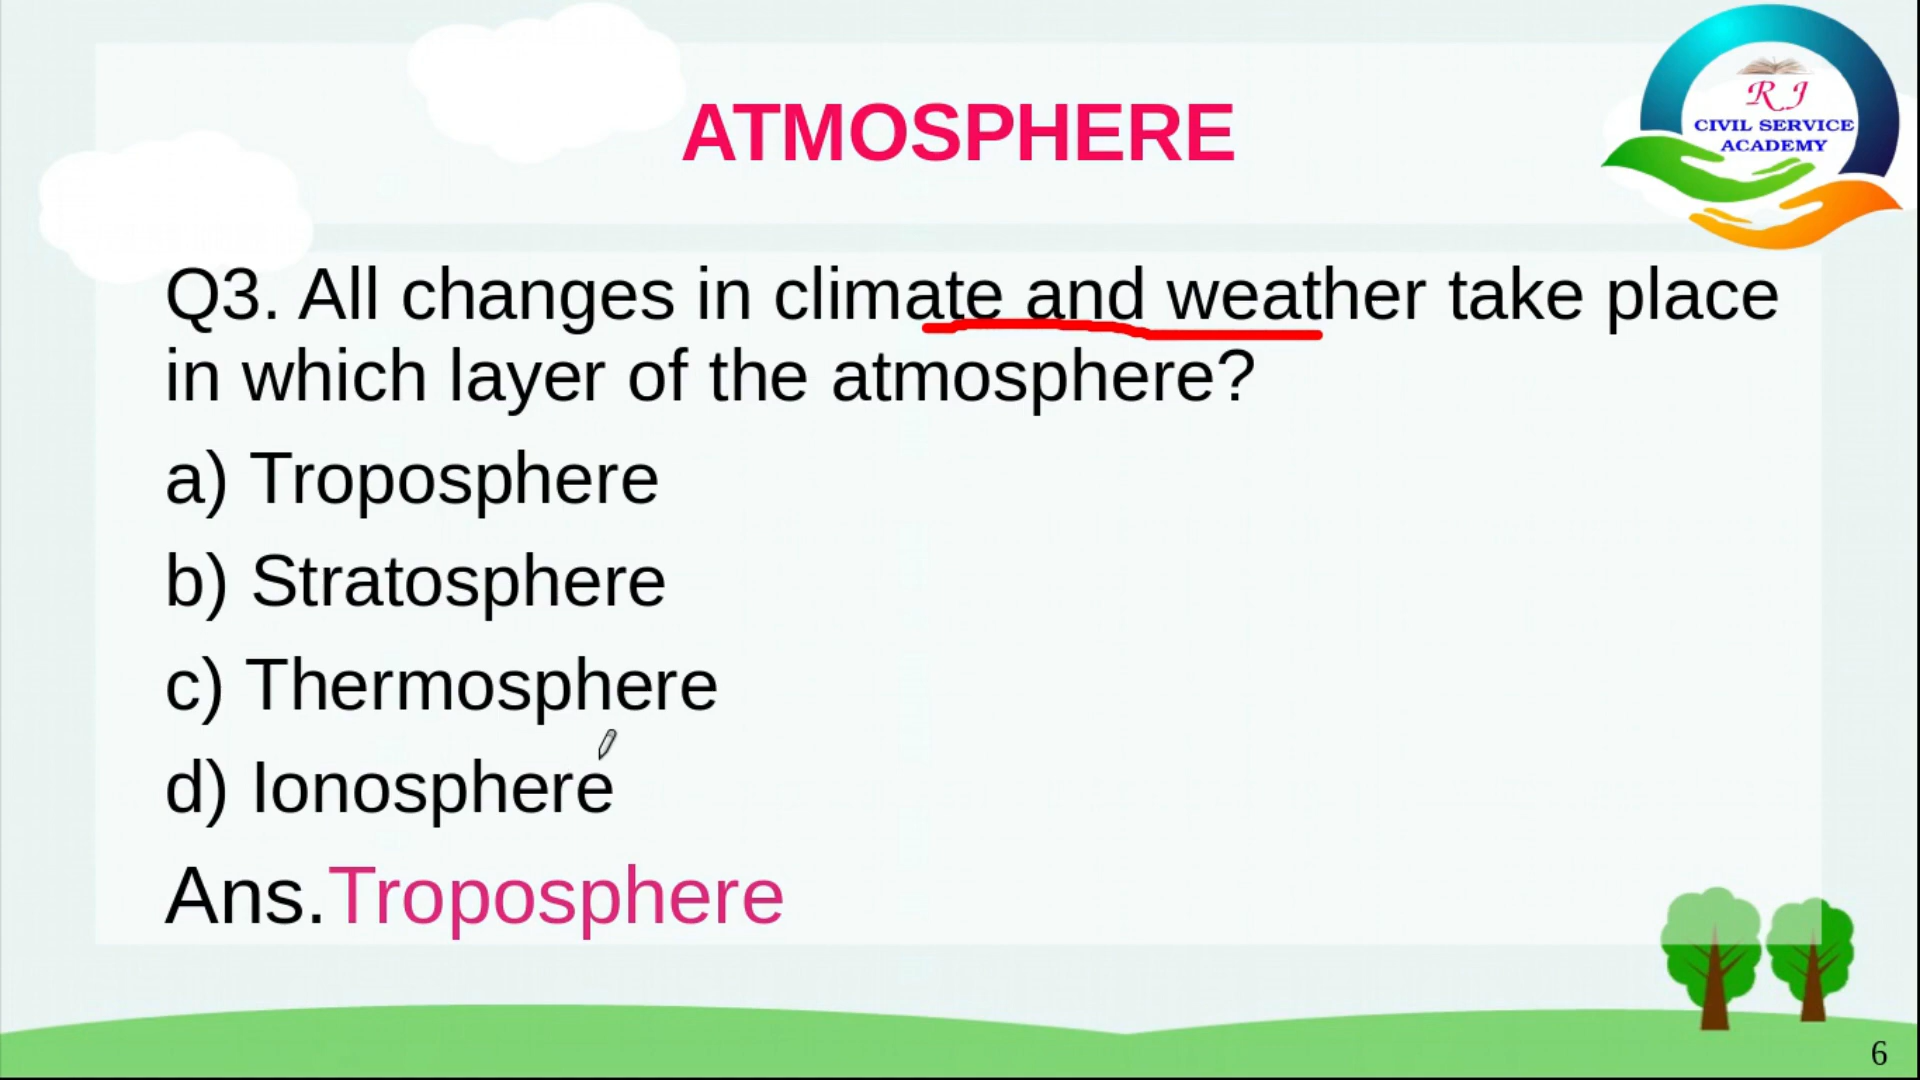 R J
CIVIL SERVICE
ACADEMY
ATMOSPHERE
Q3. All changes in climate and weather take place
in which layer of the atmosphere?
a) Troposphere
b) Stratosphere
c) Thermosphere
d) Ionosphere
Ans.Troposphere
6